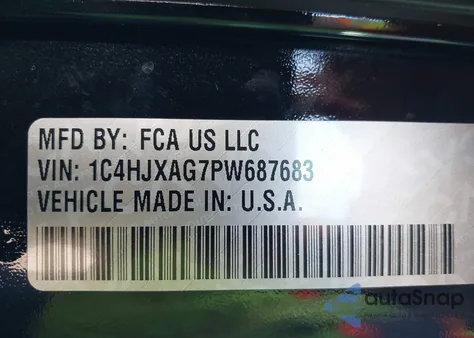 MFD BY: FCA US LLC
VIN: 1C4HJXAG7PW687683
VEHICLE MADE IN: U.S.A.
autoSnap